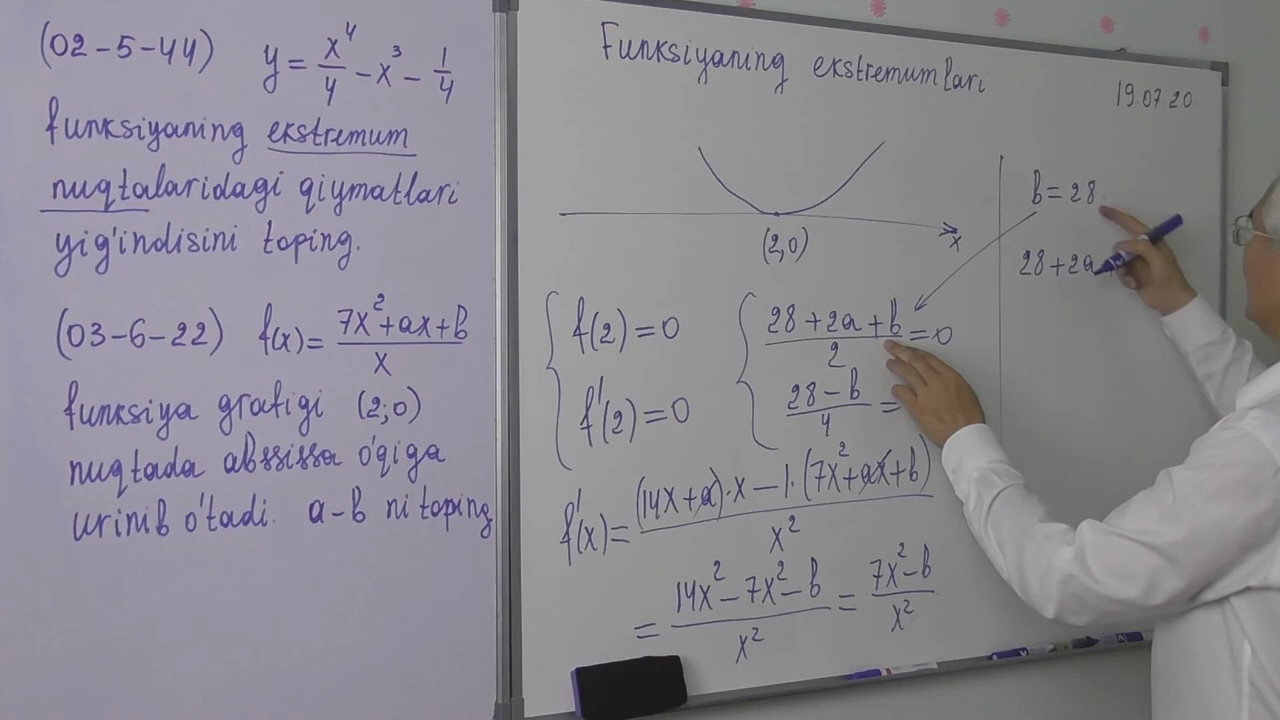 (02-5-44) y = x⁴/4 - x³ - 1/4
funksiyaning ekstremum
nuqtalaridagi qiymatlari
yig'indisini toping.
(03-6-22) f(x) = (7x²+ax+b)/x
funksiya grafigi (2;0)
nuqtada abssissa o'qiga
urinib o'tadi. a-b ni toping
Funksiyaning ekstremumlari
19.07.20
(2,0)
x
f(2)=0
f'(2)=0
(28+2a+b)/2 = 0
(28-b)/4 =
f'(x) = ((14x+a)·x-1·(7x²+ax+b))/x²
= (14x²-7x²-b)/x² = (7x²-b)/x²
b=28
28+2a